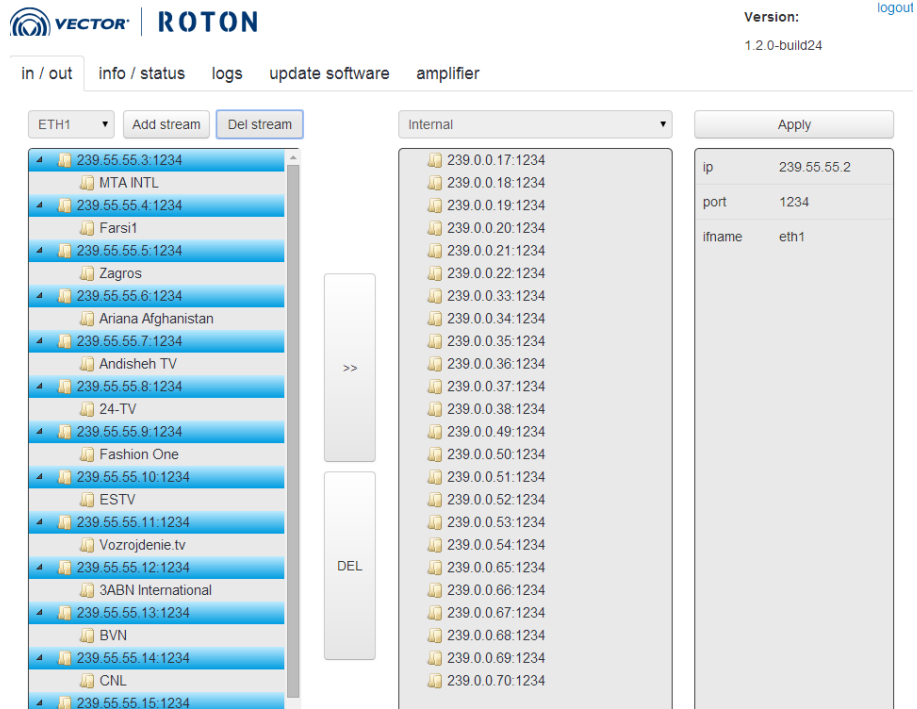 VECTOR ROTON
Version:
logout
1.2.0-build24
in / out
info / status
logs
update software
amplifier
ETH1
Add stream
Del stream
239.55.55.3:1234
MTA INTL
239.55.55.4:1234
Farsi1
239.55.55.5:1234
Zagros
239.55.55.6:1234
Ariana Afghanistan
239.55.55.7:1234
Andisheh TV
239.55.55.8:1234
24-TV
239.55.55.9:1234
Fashion One
239.55.55.10:1234
ESTV
239.55.55.11:1234
Vozrojdenie.tv
239.55.55.12:1234
3ABN International
239.55.55.13:1234
BVN
239.55.55.14:1234
CNL
239.55.55.15:1234
>>
DEL
Internal
239.0.0.17:1234
239.0.0.18:1234
239.0.0.19:1234
239.0.0.20:1234
239.0.0.21:1234
239.0.0.22:1234
239.0.0.33:1234
239.0.0.34:1234
239.0.0.35:1234
239.0.0.36:1234
239.0.0.37:1234
239.0.0.38:1234
239.0.0.49:1234
239.0.0.50:1234
239.0.0.51:1234
239.0.0.52:1234
239.0.0.53:1234
239.0.0.54:1234
239.0.0.65:1234
239.0.0.66:1234
239.0.0.67:1234
239.0.0.68:1234
239.0.0.69:1234
239.0.0.70:1234
Apply
ip 239.55.55.2
port 1234
ifname eth1